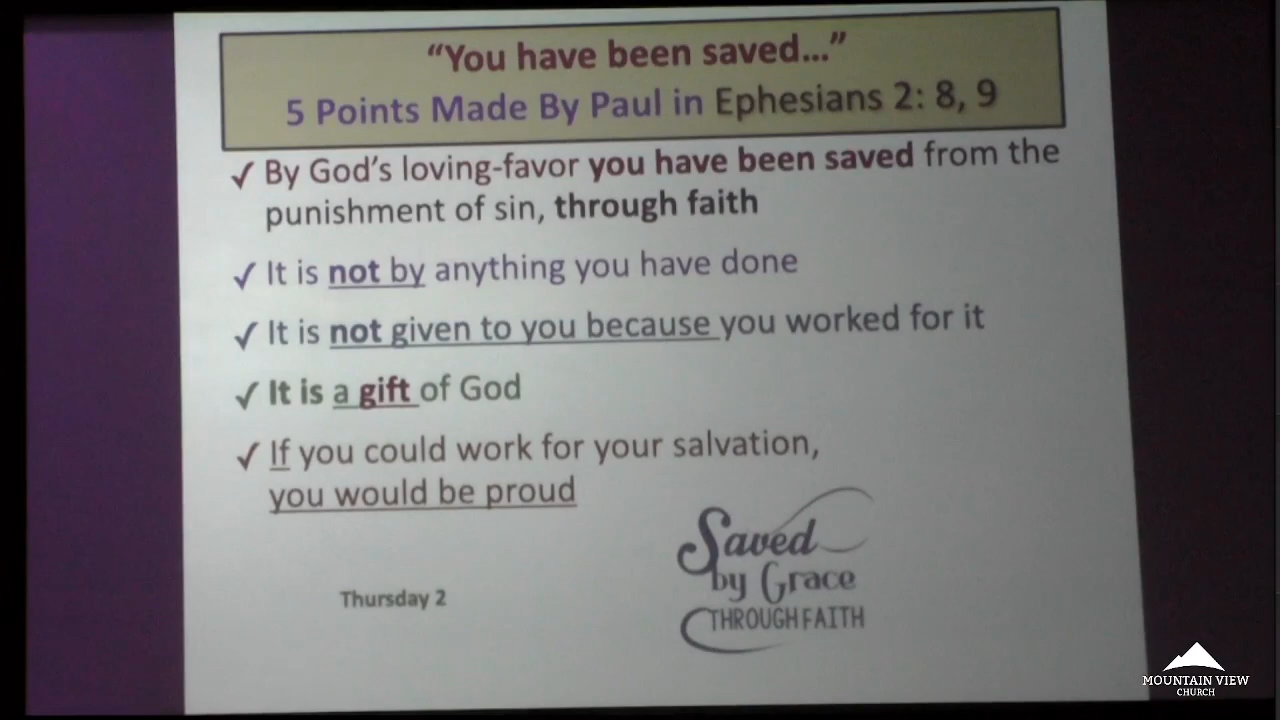 “You have been saved...”
5 Points Made By Paul in Ephesians 2: 8, 9
✓ By God’s loving-favor you have been saved from the
punishment of sin, through faith
✓ It is not by anything you have done
✓ It is not given to you because you worked for it
✓ It is a gift of God
✓ If you could work for your salvation,
you would be proud
Saved
by Grace
THROUGH FAITH
Thursday 2
MOUNTAIN VIEW
CHURCH